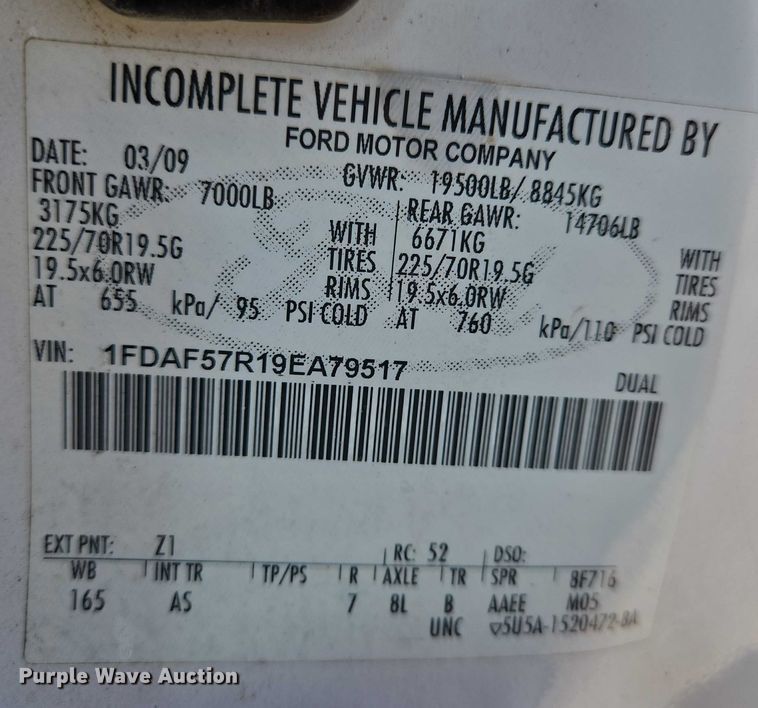 INCOMPLETE VEHICLE MANUFACTURED BY
FORD MOTOR COMPANY
DATE: 03/09 GVWR: 19500LB/ 8845KG
FRONT GAWR: 7000LB REAR GAWR: 14706LB
3175KG WITH 6671KG WITH
225/70R19.5G TIRES 225/70R19.5G TIRES
19.5x6.0RW RIMS 19.5x6.0RW RIMS
AT 655 kPa/ 95 PSI COLD AT 760 kPa/110 PSI COLD
VIN: 1FDAF57R19EA79517 DUAL
EXT PNT: Z1 RC: 52 DSO:
WB INT TR TP/PS R AXLE TR SPR 8F716
165 AS 7 8L B AAEE M05
UNC 5U5A-1520472-BA
Purple Wave Auction